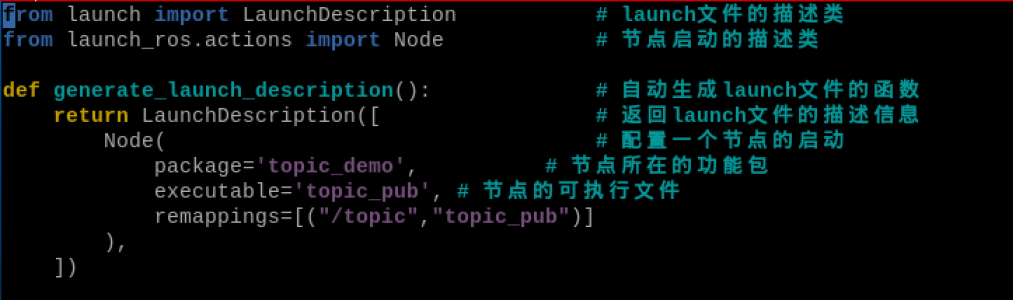 from launch import LaunchDescription           # launch文件的描述类
from launch_ros.actions import Node            # 节点启动的描述类
def generate_launch_description():             # 自动生成launch文件的函数
    return LaunchDescription([                 # 返回launch文件的描述信息
        Node(                                  # 配置一个节点的启动
            package='topic_demo',          # 节点所在的功能包
            executable='topic_pub', # 节点的可执行文件
            remappings=[("/topic","topic_pub")]
        ),
    ])